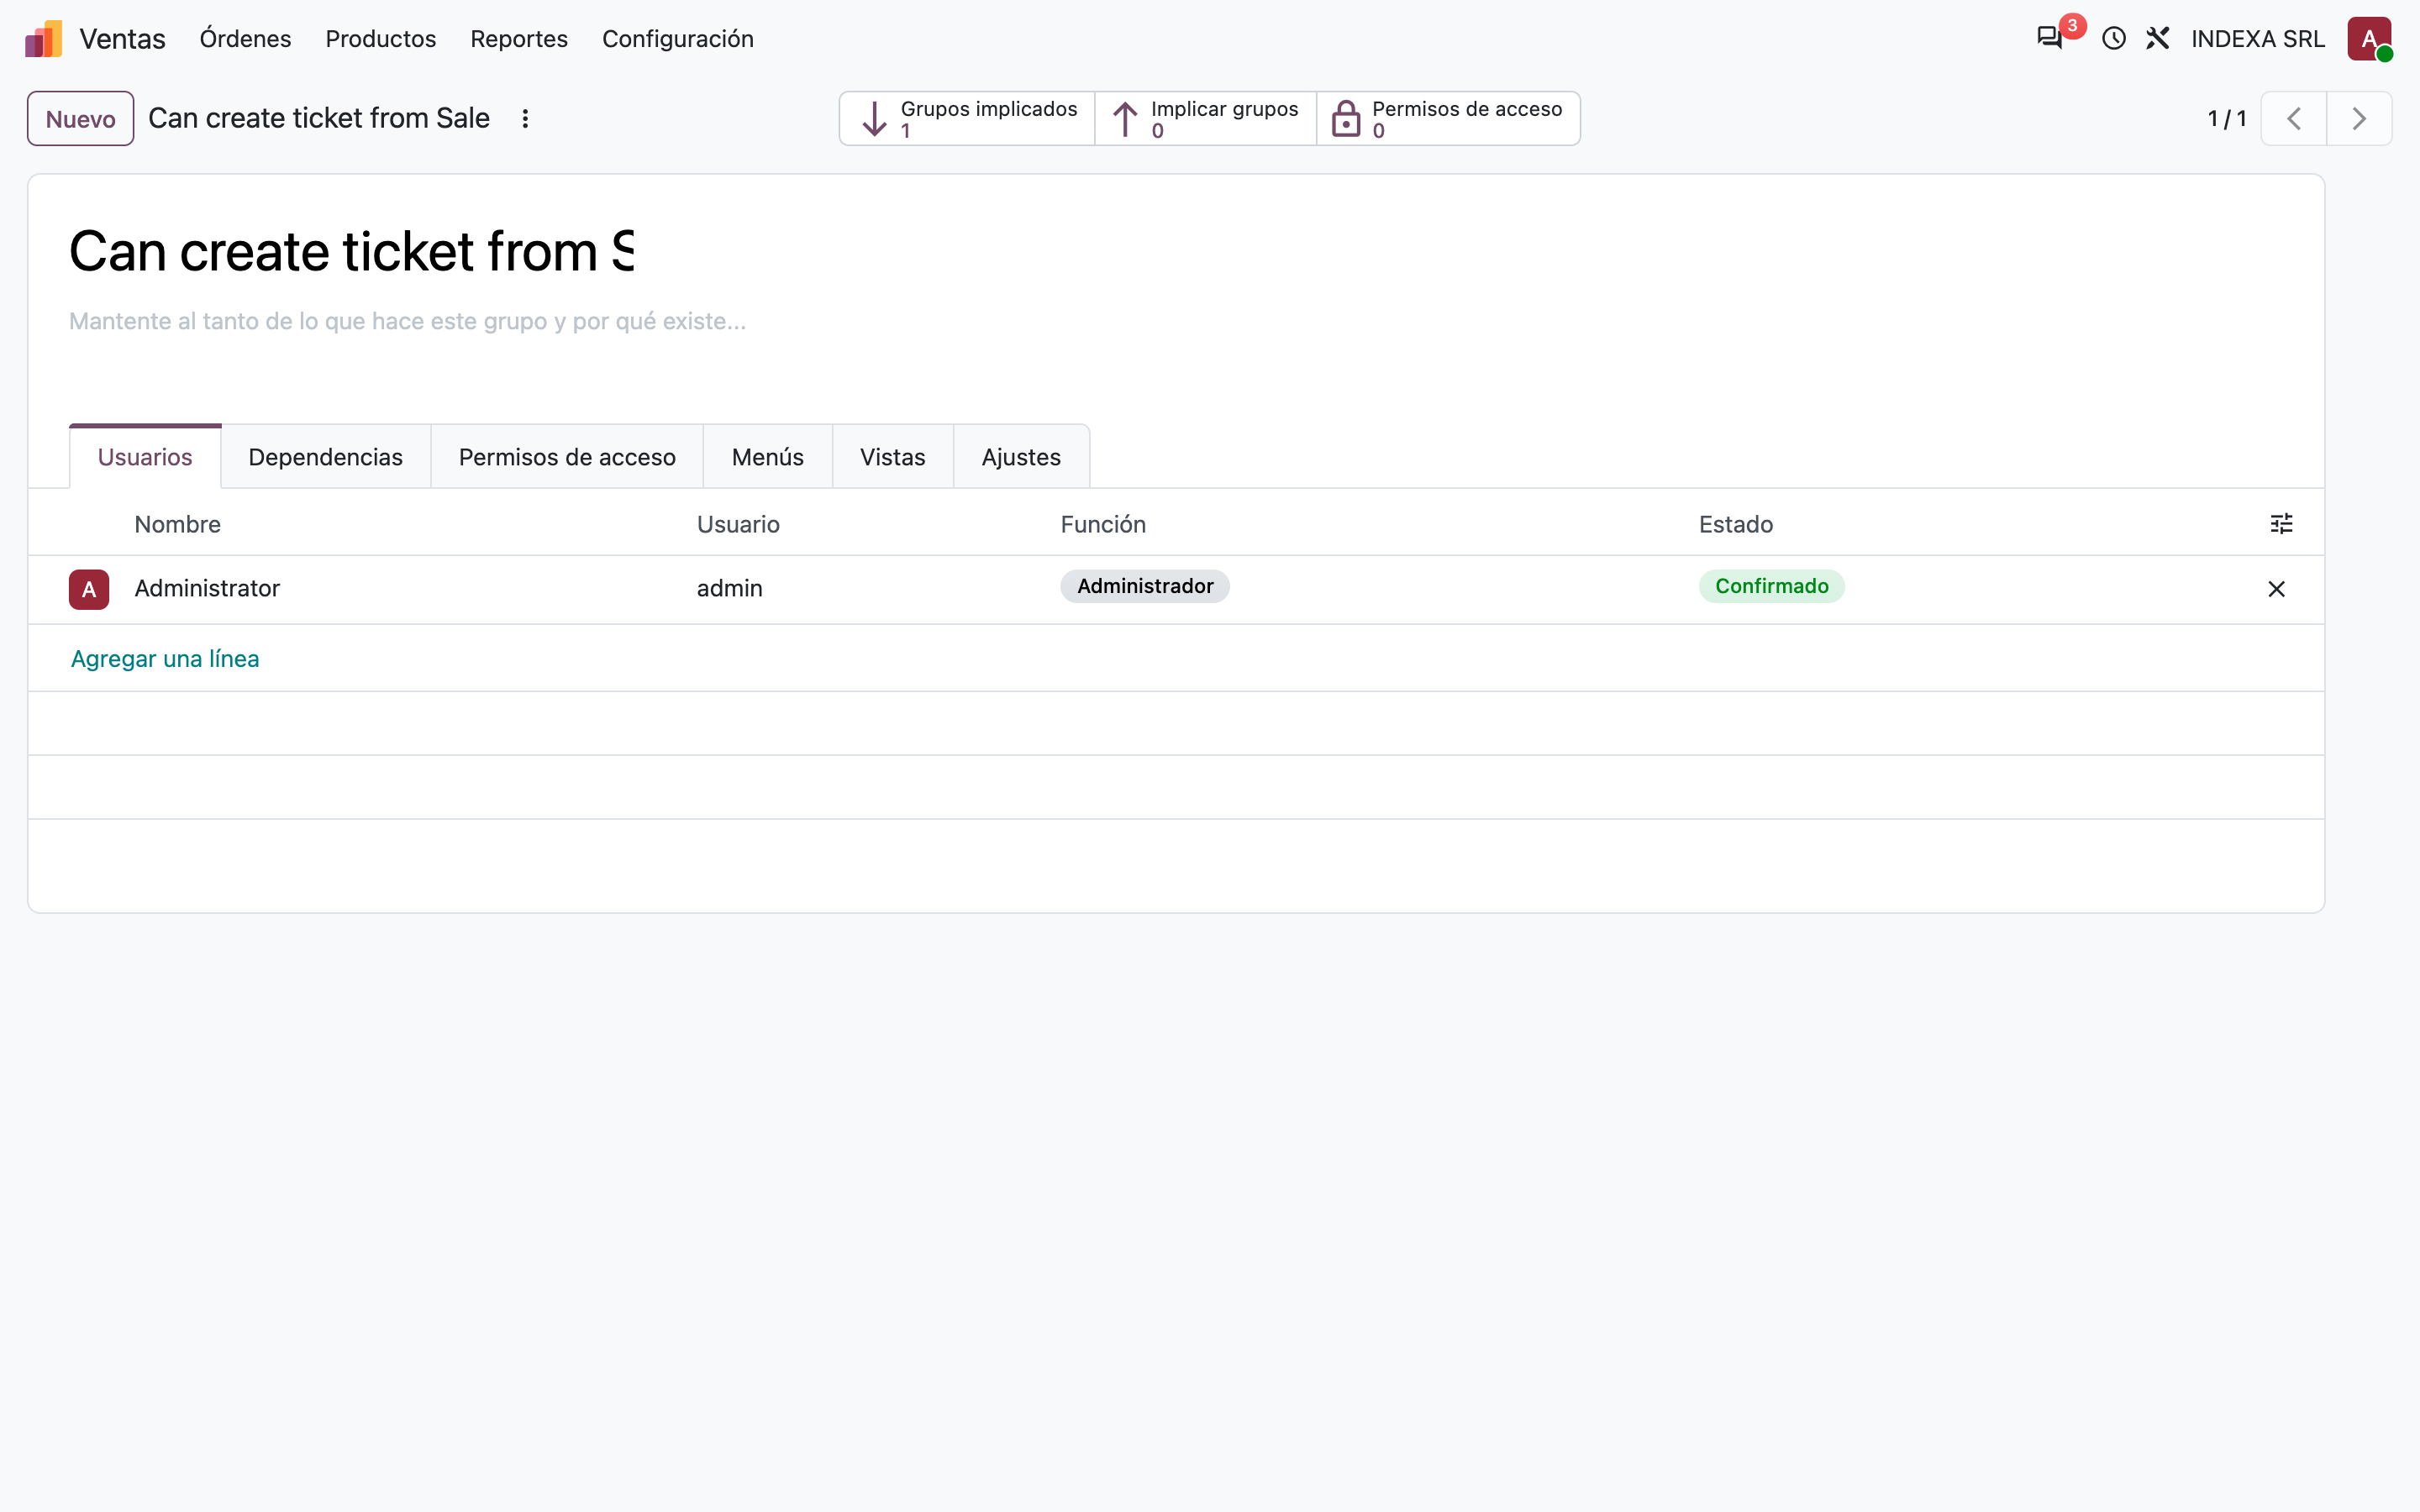 Ventas Órdenes Productos Reportes Configuración 3 INDEXA SRL A
Nuevo Can create ticket from Sale Grupos implicados 1 Implicar grupos 0 Permisos de acceso 0 1 / 1
Can create ticket from S
Mantente al tanto de lo que hace este grupo y por qué existe...
Usuarios Dependencias Permisos de acceso Menús Vistas Ajustes
Nombre Usuario Función Estado
A Administrator admin Administrador Confirmado
Agregar una línea